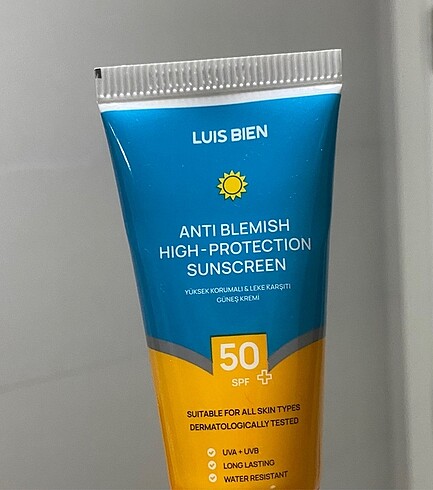 LUIS BIEN
ANTI BLEMISH
HIGH-PROTECTION
SUNSCREEN
YÜKSEK KORUMALI & LEKE KARŞITI
GÜNEŞ KREMİ
50
SPF +
SUITABLE FOR ALL SKIN TYPES
DERMATOLOGICALLY TESTED
UVA + UVB
LONG LASTING
WATER RESISTANT